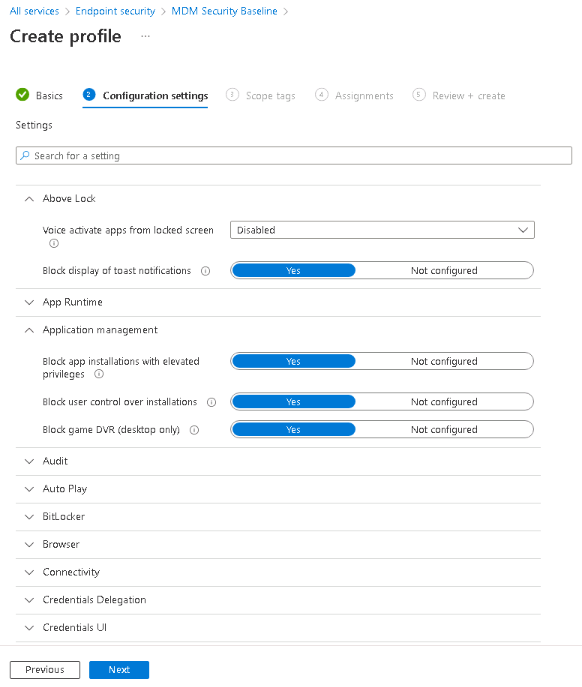 All services > Endpoint security > MDM Security Baseline >
Create profile ...
Basics 2 Configuration settings 3 Scope tags 4 Assignments 5 Review + create
Settings
Search for a setting
Above Lock
Voice activate apps from locked screen Disabled
Block display of toast notifications Yes Not configured
App Runtime
Application management
Block app installations with elevated
privileges Yes Not configured
Block user control over installations Yes Not configured
Block game DVR (desktop only) Yes Not configured
Audit
Auto Play
BitLocker
Browser
Connectivity
Credentials Delegation
Credentials UI
Previous Next